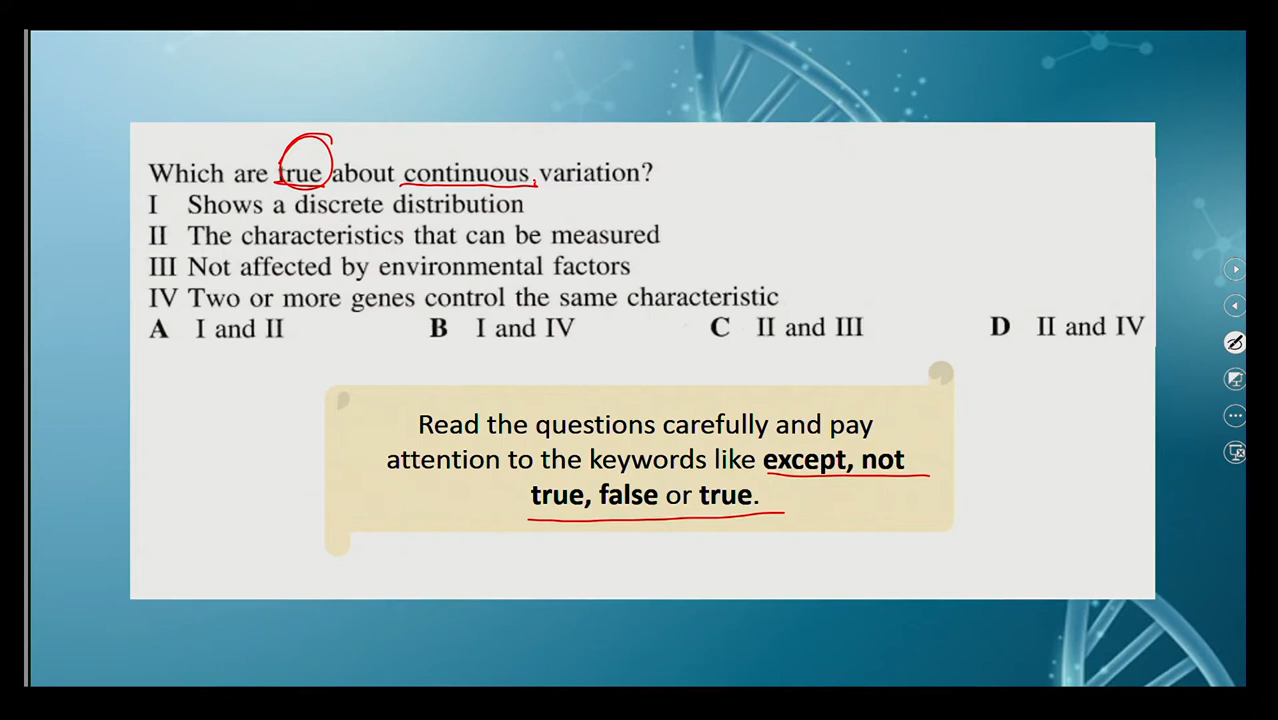 Which are true about continuous variation?
I Shows a discrete distribution
II The characteristics that can be measured
III Not affected by environmental factors
IV Two or more genes control the same characteristic
A I and II B I and IV C II and III D II and IV
Read the questions carefully and pay
attention to the keywords like except, not
true, false or true.